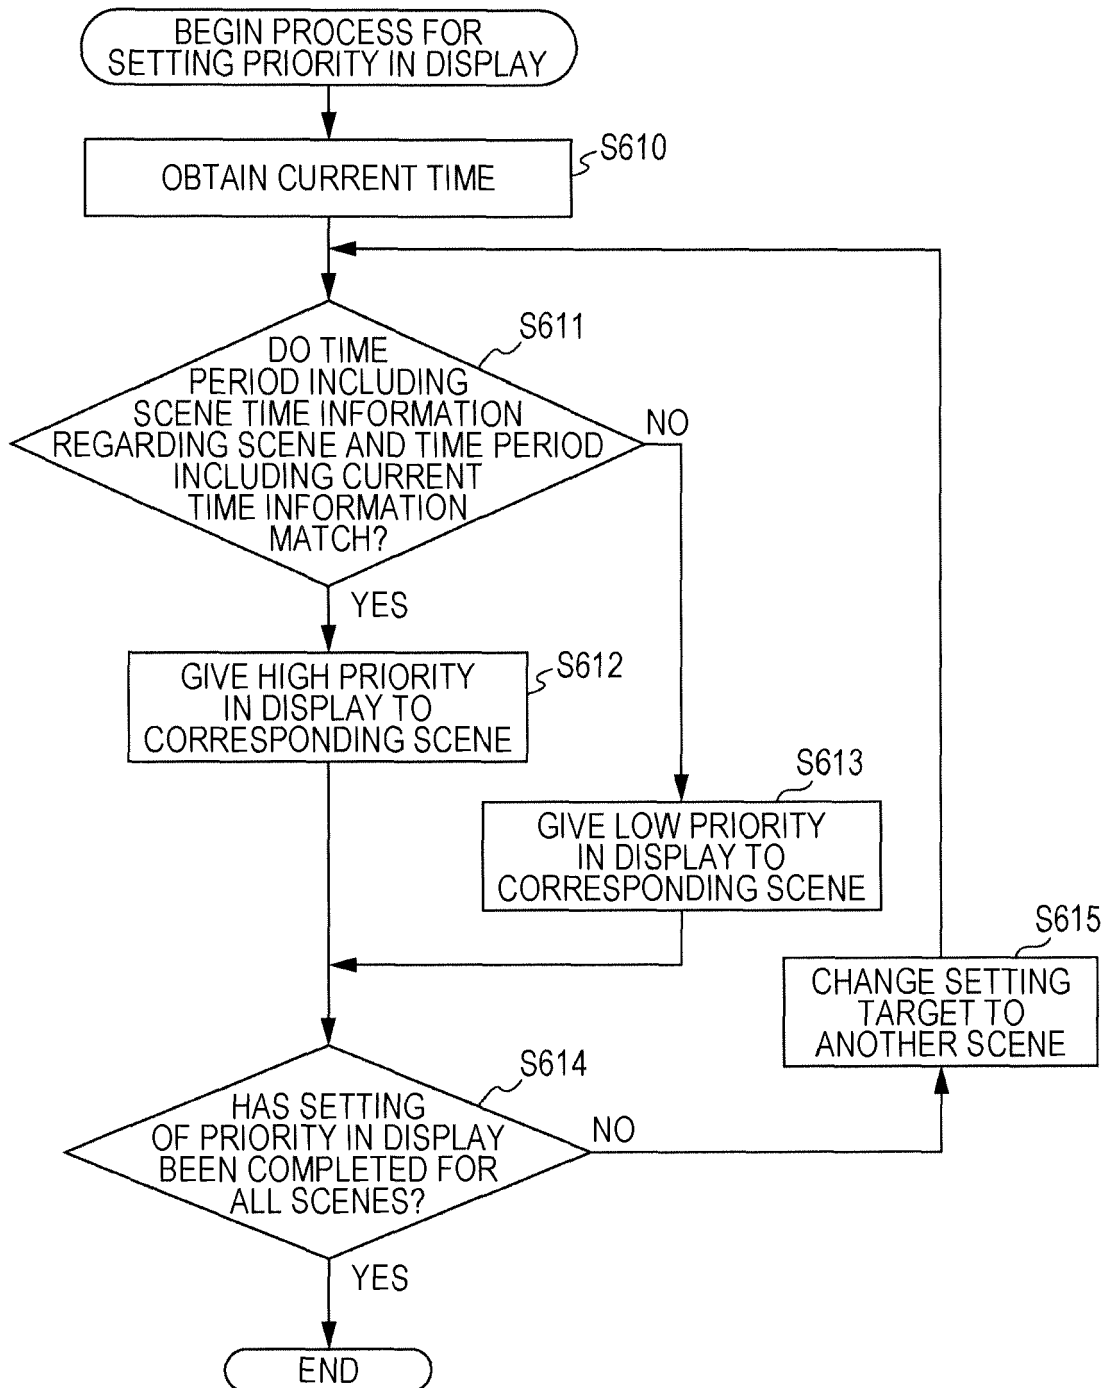 BEGIN PROCESS FOR
SETTING PRIORITY IN DISPLAY
S610
OBTAIN CURRENT TIME
S611
DO TIME
PERIOD INCLUDING
SCENE TIME INFORMATION
REGARDING SCENE AND TIME PERIOD
INCLUDING CURRENT
TIME INFORMATION
MATCH?
NO
YES
S612
GIVE HIGH PRIORITY
IN DISPLAY TO
CORRESPONDING SCENE
S613
GIVE LOW PRIORITY
IN DISPLAY TO
CORRESPONDING SCENE
S615
CHANGE SETTING
TARGET TO
ANOTHER SCENE
S614
HAS SETTING
OF PRIORITY IN DISPLAY
BEEN COMPLETED FOR
ALL SCENES?
NO
YES
END